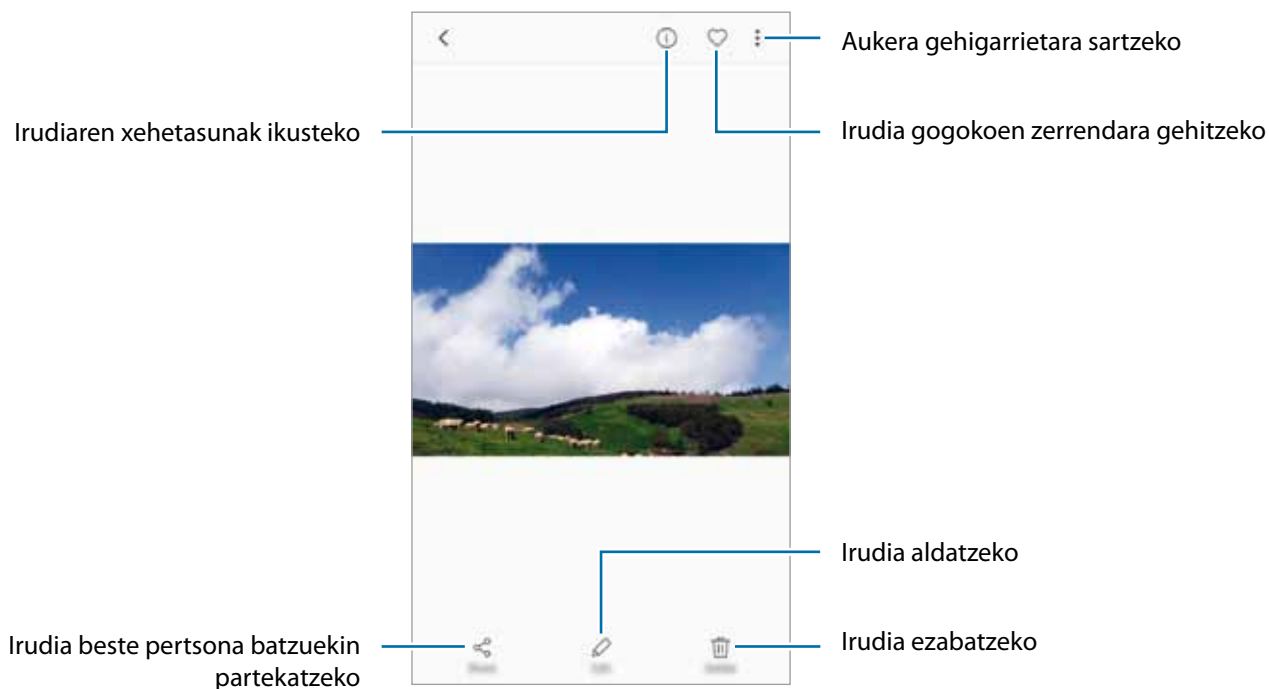 Aukera gehigarrietara sartzeko
Irudiaren xehetasunak ikusteko
Irudia gogokoen zerrendara gehitzeko
Irudia aldatzeko
Irudia beste pertsona batzuekin
partekatzeko
Irudia ezabatzeko